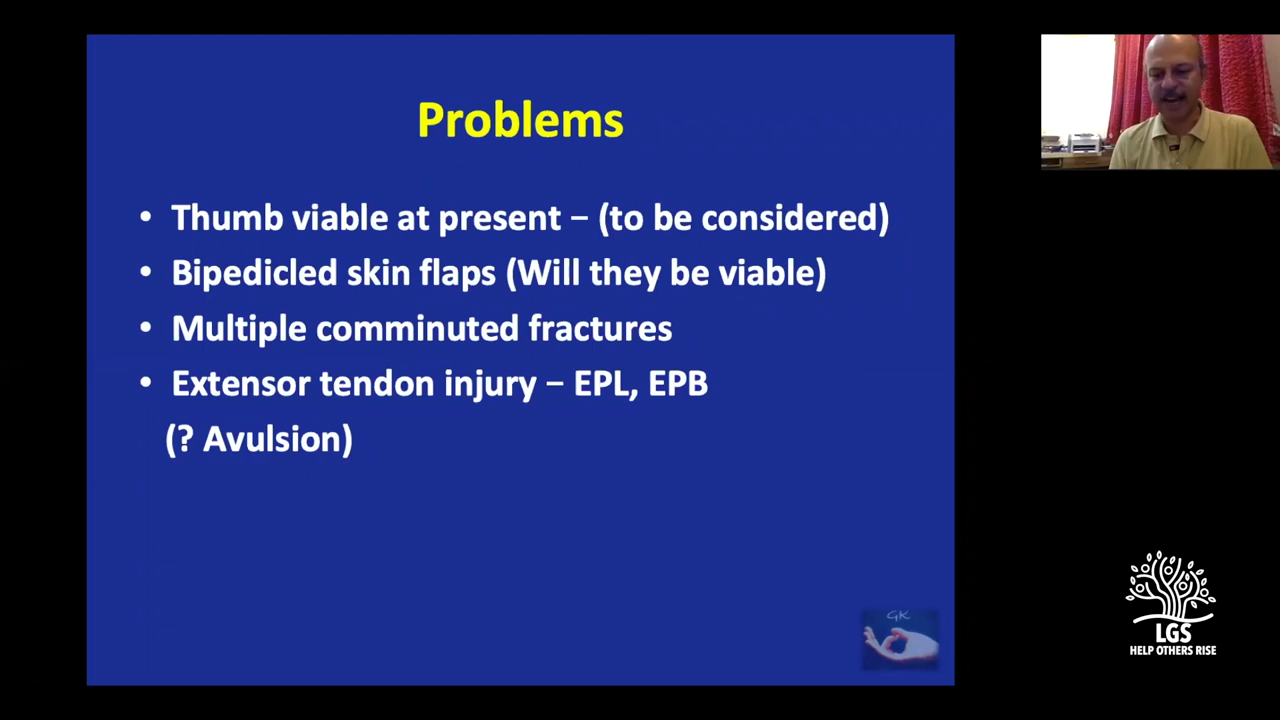 Problems
• Thumb viable at present – (to be considered)
• Bipedicled skin flaps (Will they be viable)
• Multiple comminuted fractures
• Extensor tendon injury – EPL, EPB
(? Avulsion)
GK
LGS
HELP OTHERS RISE